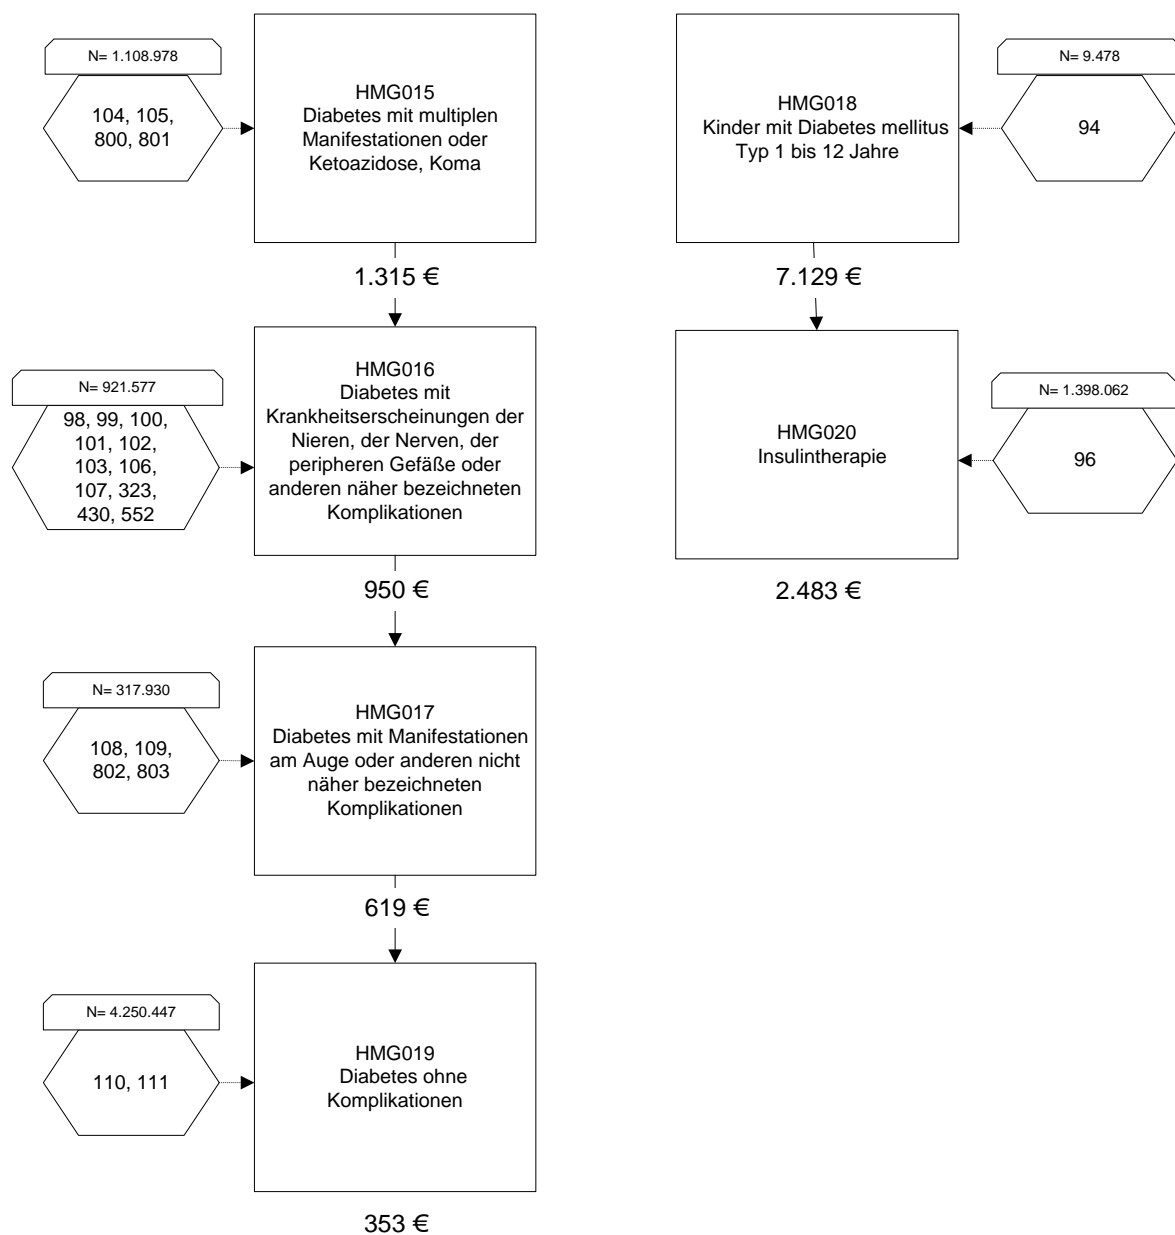 N= 1.108.978
104, 105,
800, 801
HMG015
Diabetes mit multiplen
Manifestationen oder
Ketoazidose, Koma
1.315 €
N= 921.577
98, 99, 100,
101, 102,
103, 106,
107, 323,
430, 552
HMG016
Diabetes mit
Krankheitserscheinungen der
Nieren, der Nerven, der
peripheren Gefäße oder
anderen näher bezeichneten
Komplikationen
950 €
N= 317.930
108, 109,
802, 803
HMG017
Diabetes mit Manifestationen
am Auge oder anderen nicht
näher bezeichneten
Komplikationen
619 €
N= 4.250.447
110, 111
HMG019
Diabetes ohne
Komplikationen
353 €
HMG018
Kinder mit Diabetes mellitus
Typ 1 bis 12 Jahre
N= 9.478
94
7.129 €
HMG020
Insulintherapie
N= 1.398.062
96
2.483 €